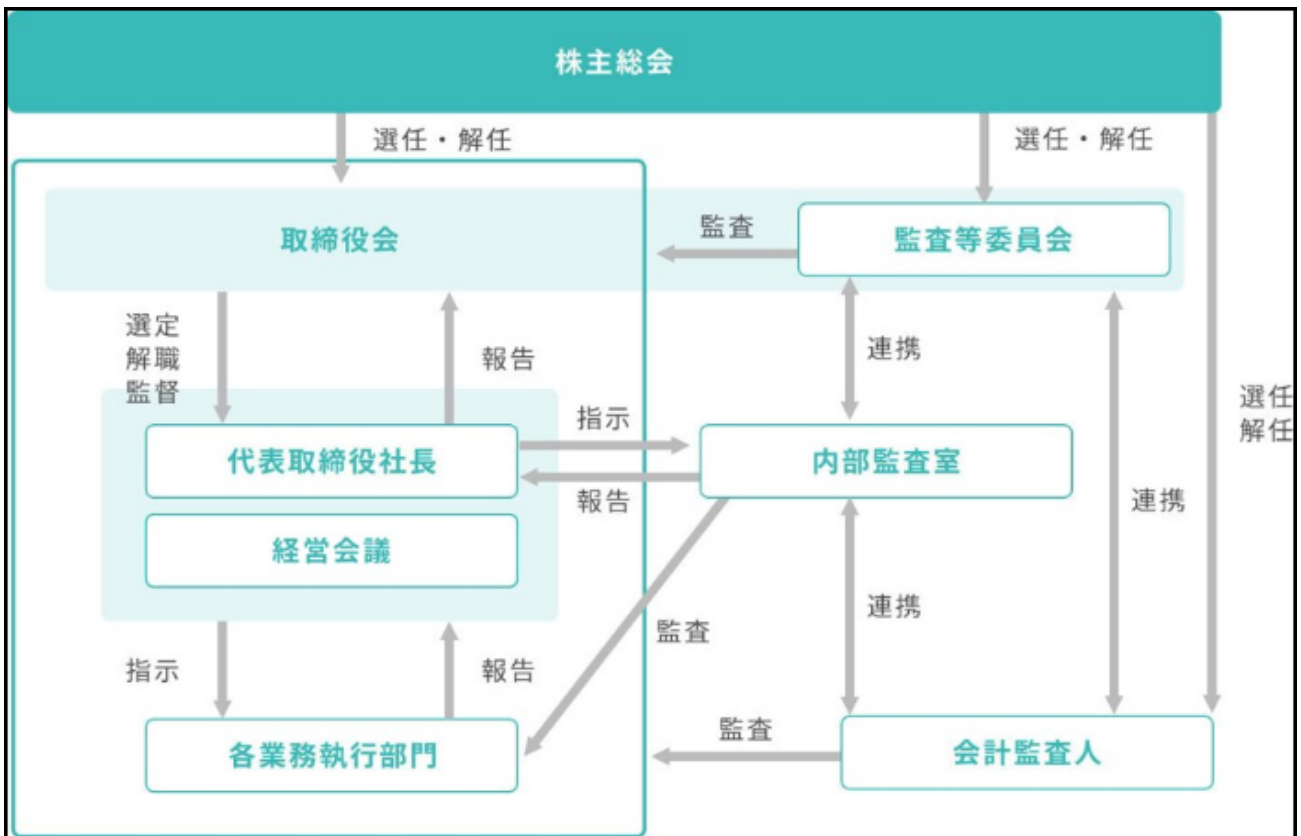 株主総会
選任・解任
選任・解任
取締役会
監査
監査等委員会
選定
解職
監督
報告
連携
選任
解任
指示
代表取締役社長
内部監査室
報告
連携
経営会議
連携
監査
指示
報告
監査
各業務執行部門
会計監査人